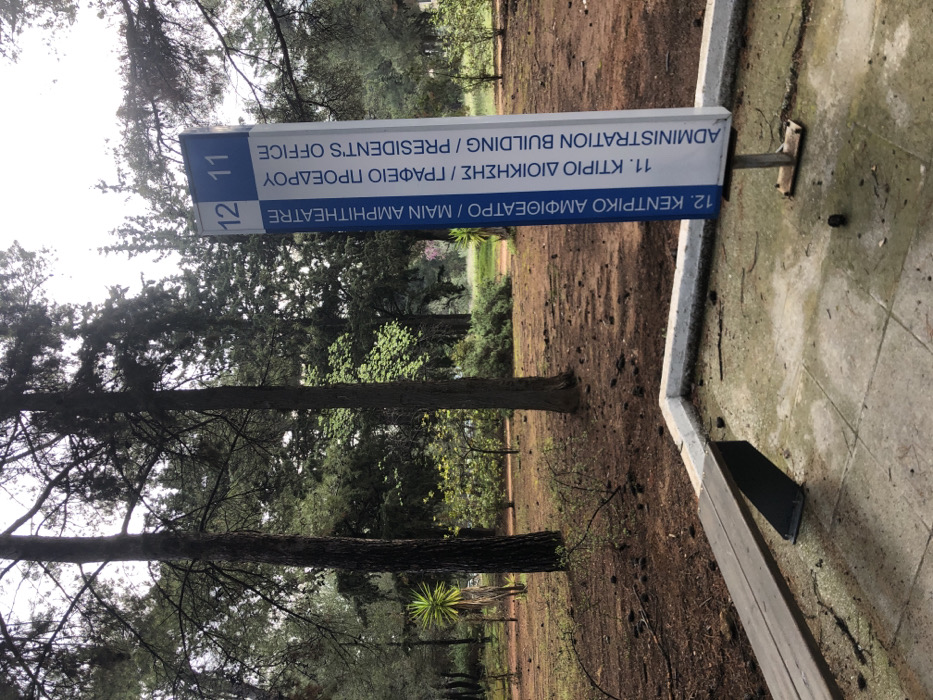 12 11
12. ΚΕΝΤΡΙΚΟ ΑΜΦΙΘΕΑΤΡΟ / MAIN AMPHITHEATRE
11. ΚΤΙΡΙΟ ΔΙΟΙΚΗΣΗΣ / ΓΡΑΦΕΙΟ ΠΡΟΕΔΡΟΥ
ADMINISTRATION BUILDING / PRESIDENT'S OFFICE